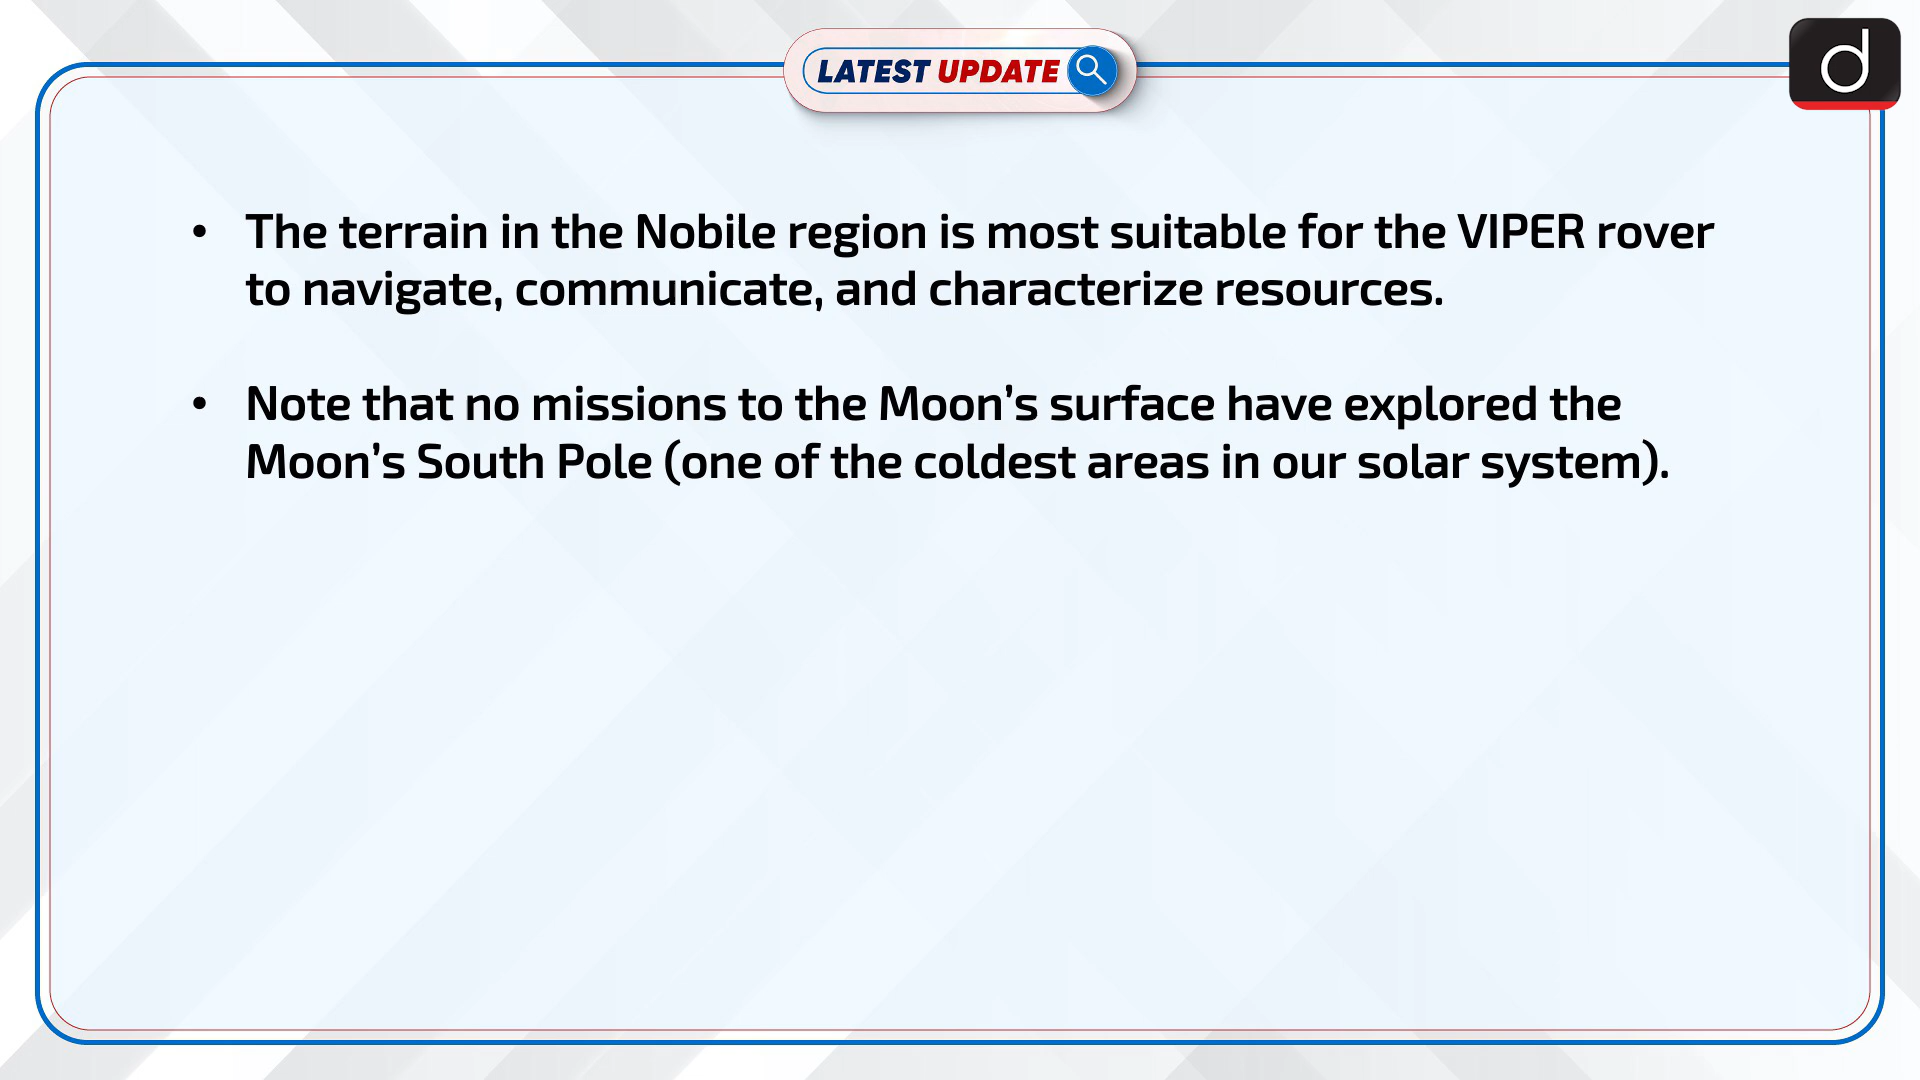 LATEST UPDATE
d
• The terrain in the Nobile region is most suitable for the VIPER rover
to navigate, communicate, and characterize resources.
• Note that no missions to the Moon’s surface have explored the
Moon’s South Pole (one of the coldest areas in our solar system).